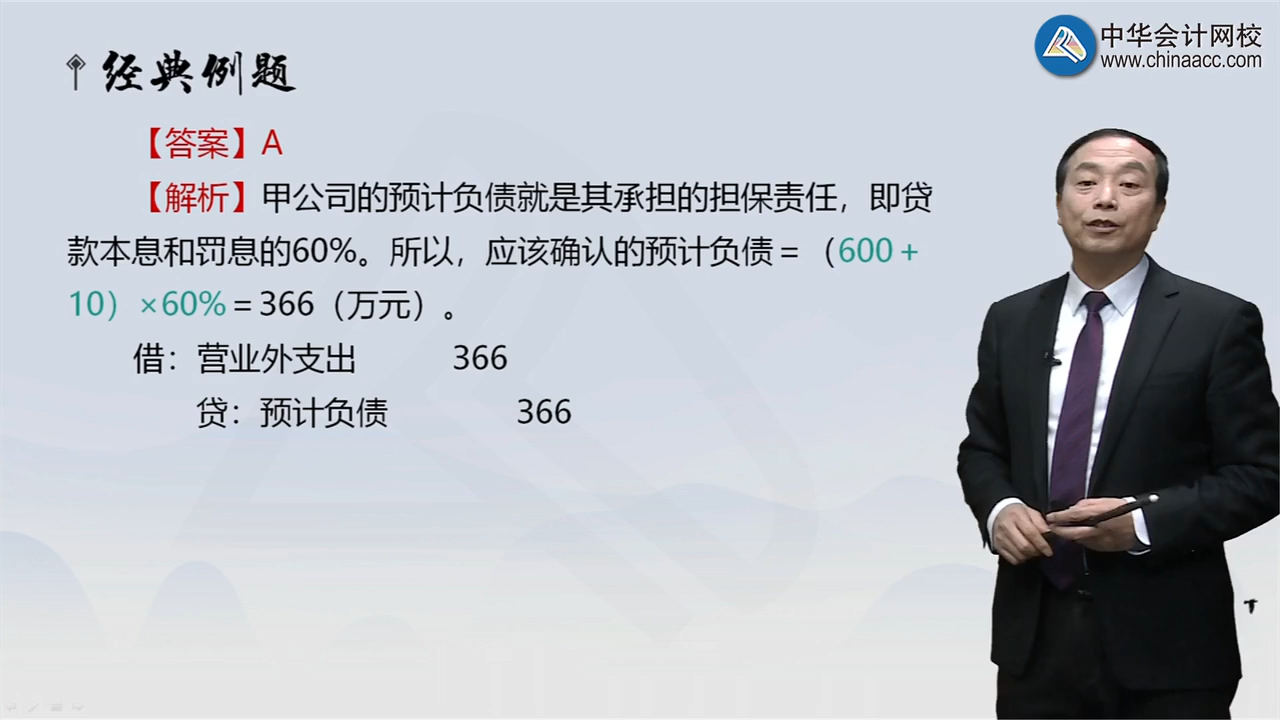 经典例题
中华会计网校
www.chinaacc.com
【答案】A
【解析】甲公司的预计负债就是其承担的担保责任，即贷
款本息和罚息的60%。所以，应该确认的预计负债＝（600＋
10）×60%＝366（万元）。
借：营业外支出 366
贷：预计负债 366